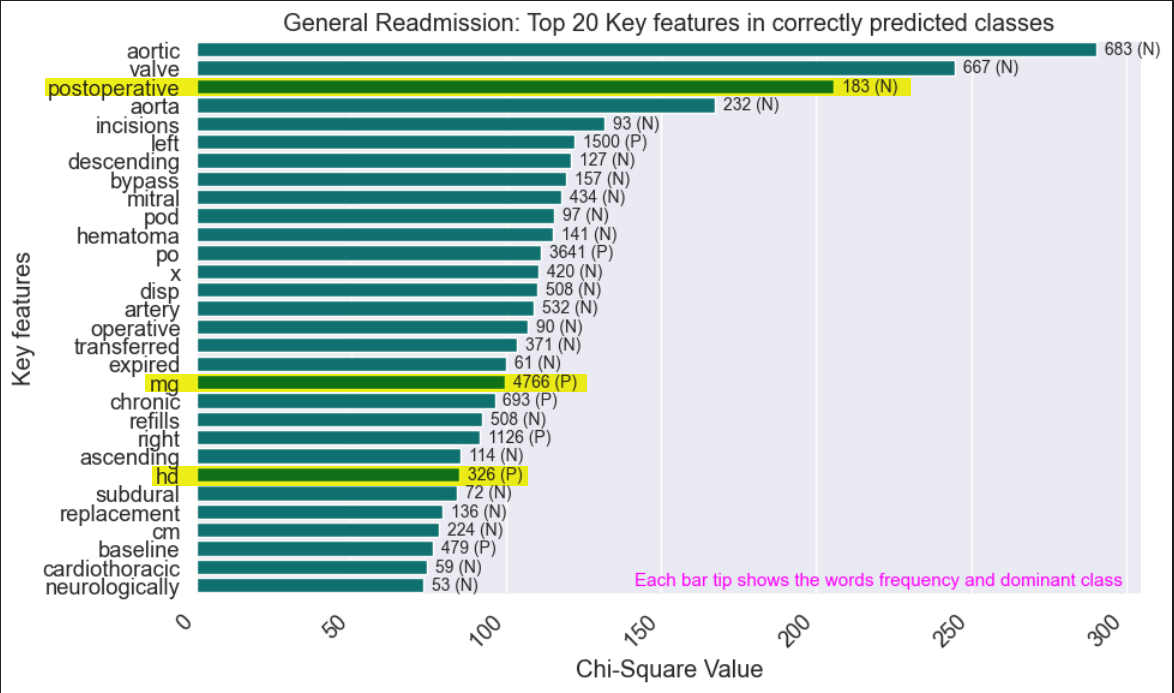 General Readmission: Top 20 Key features in correctly predicted classes
aortic 683 (N)
valve 667 (N)
postoperative 183 (N)
aorta 232 (N)
incisions 93 (N)
left 1500 (P)
descending 127 (N)
bypass 157 (N)
mitral 434 (N)
pod 97 (N)
hematoma 141 (N)
po 3641 (P)
x 420 (N)
disp 508 (N)
artery 532 (N)
operative 90 (N)
transferred 371 (N)
expired 61 (N)
mg 4766 (P)
chronic 693 (P)
refills 508 (N)
right 1126 (P)
ascending 114 (N)
hd 326 (P)
subdural 72 (N)
replacement 136 (N)
cm 224 (N)
baseline 479 (P)
cardiothoracic 59 (N)
neurologically 53 (N)
Key features
Each bar tip shows the words frequency and dominant class
0 50 100 150 200 250 300
Chi-Square Value